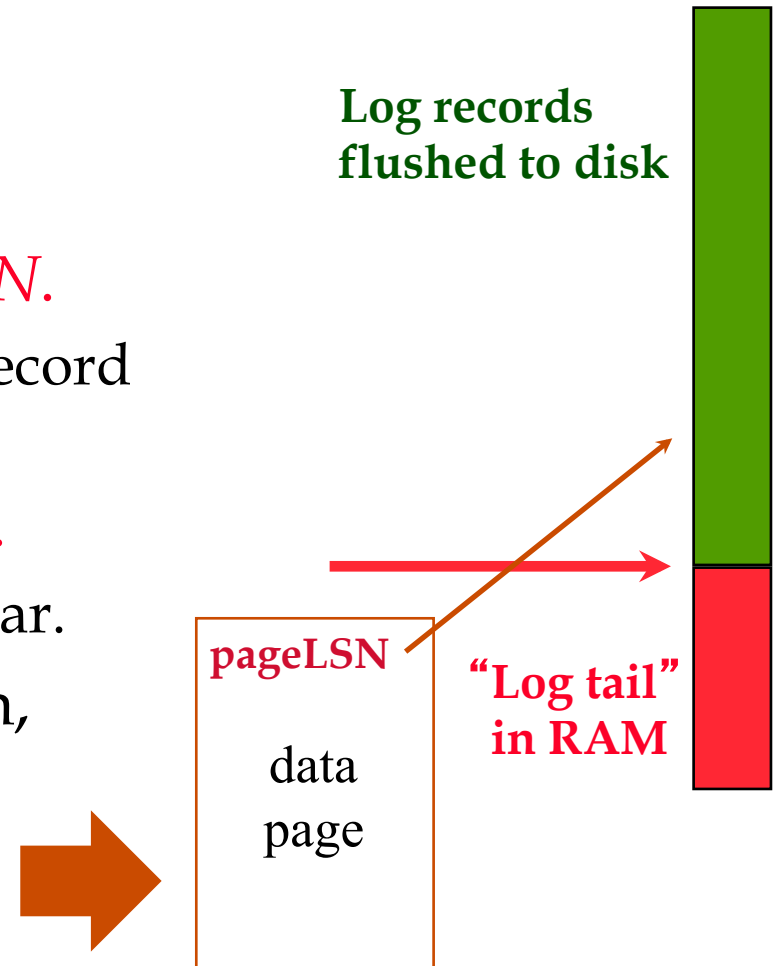 Log records
flushed to disk
N.
ecord
ar.
pageLSN
"Log tail"
in RAM
n,
data
page